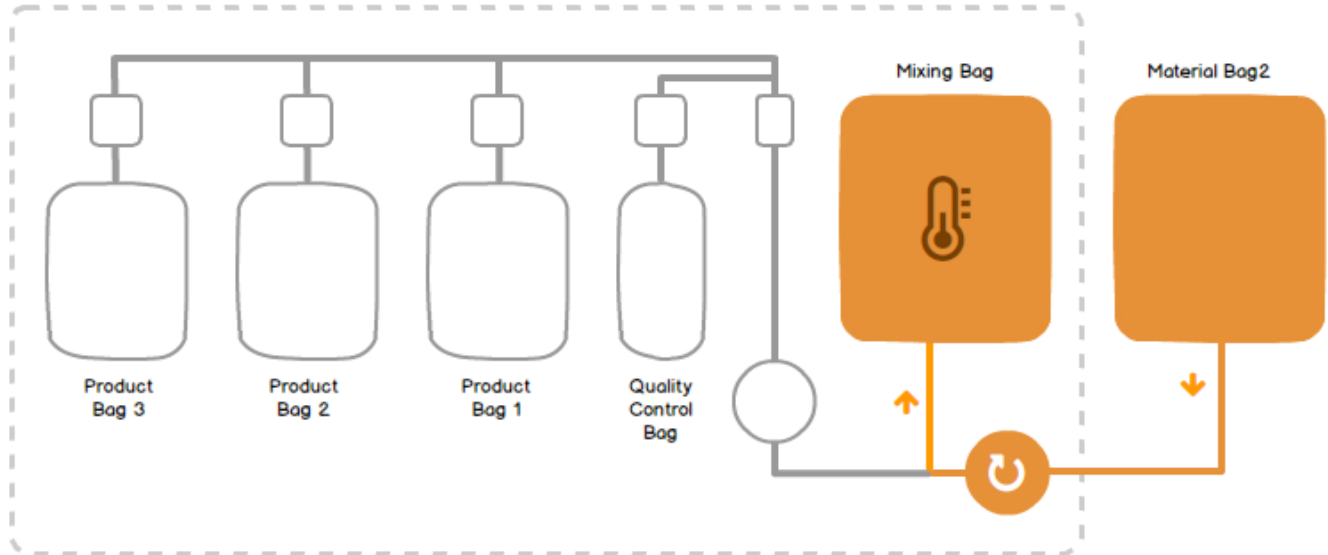 Mixing Bag
Material Bag2
Product
Bag 3
Product
Bag 2
Product
Bag 1
Quality
Control
Bag